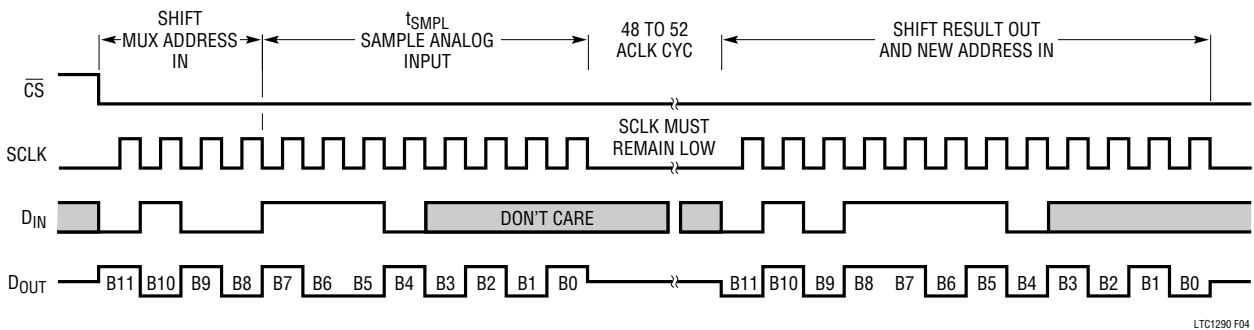 SHIFT
MUX ADDRESS
IN
tSMPL
SAMPLE ANALOG
INPUT
48 TO 52
ACLK CYC
SHIFT RESULT OUT
AND NEW ADDRESS IN
CS
SCLK
SCLK MUST
REMAIN LOW
DIN
DON'T CARE
DOUT
B11 B10 B9 B8 B7 B6 B5 B4 B3 B2 B1 B0
B11 B10 B9 B8 B7 B6 B5 B4 B3 B2 B1 B0
LTC1290 F04